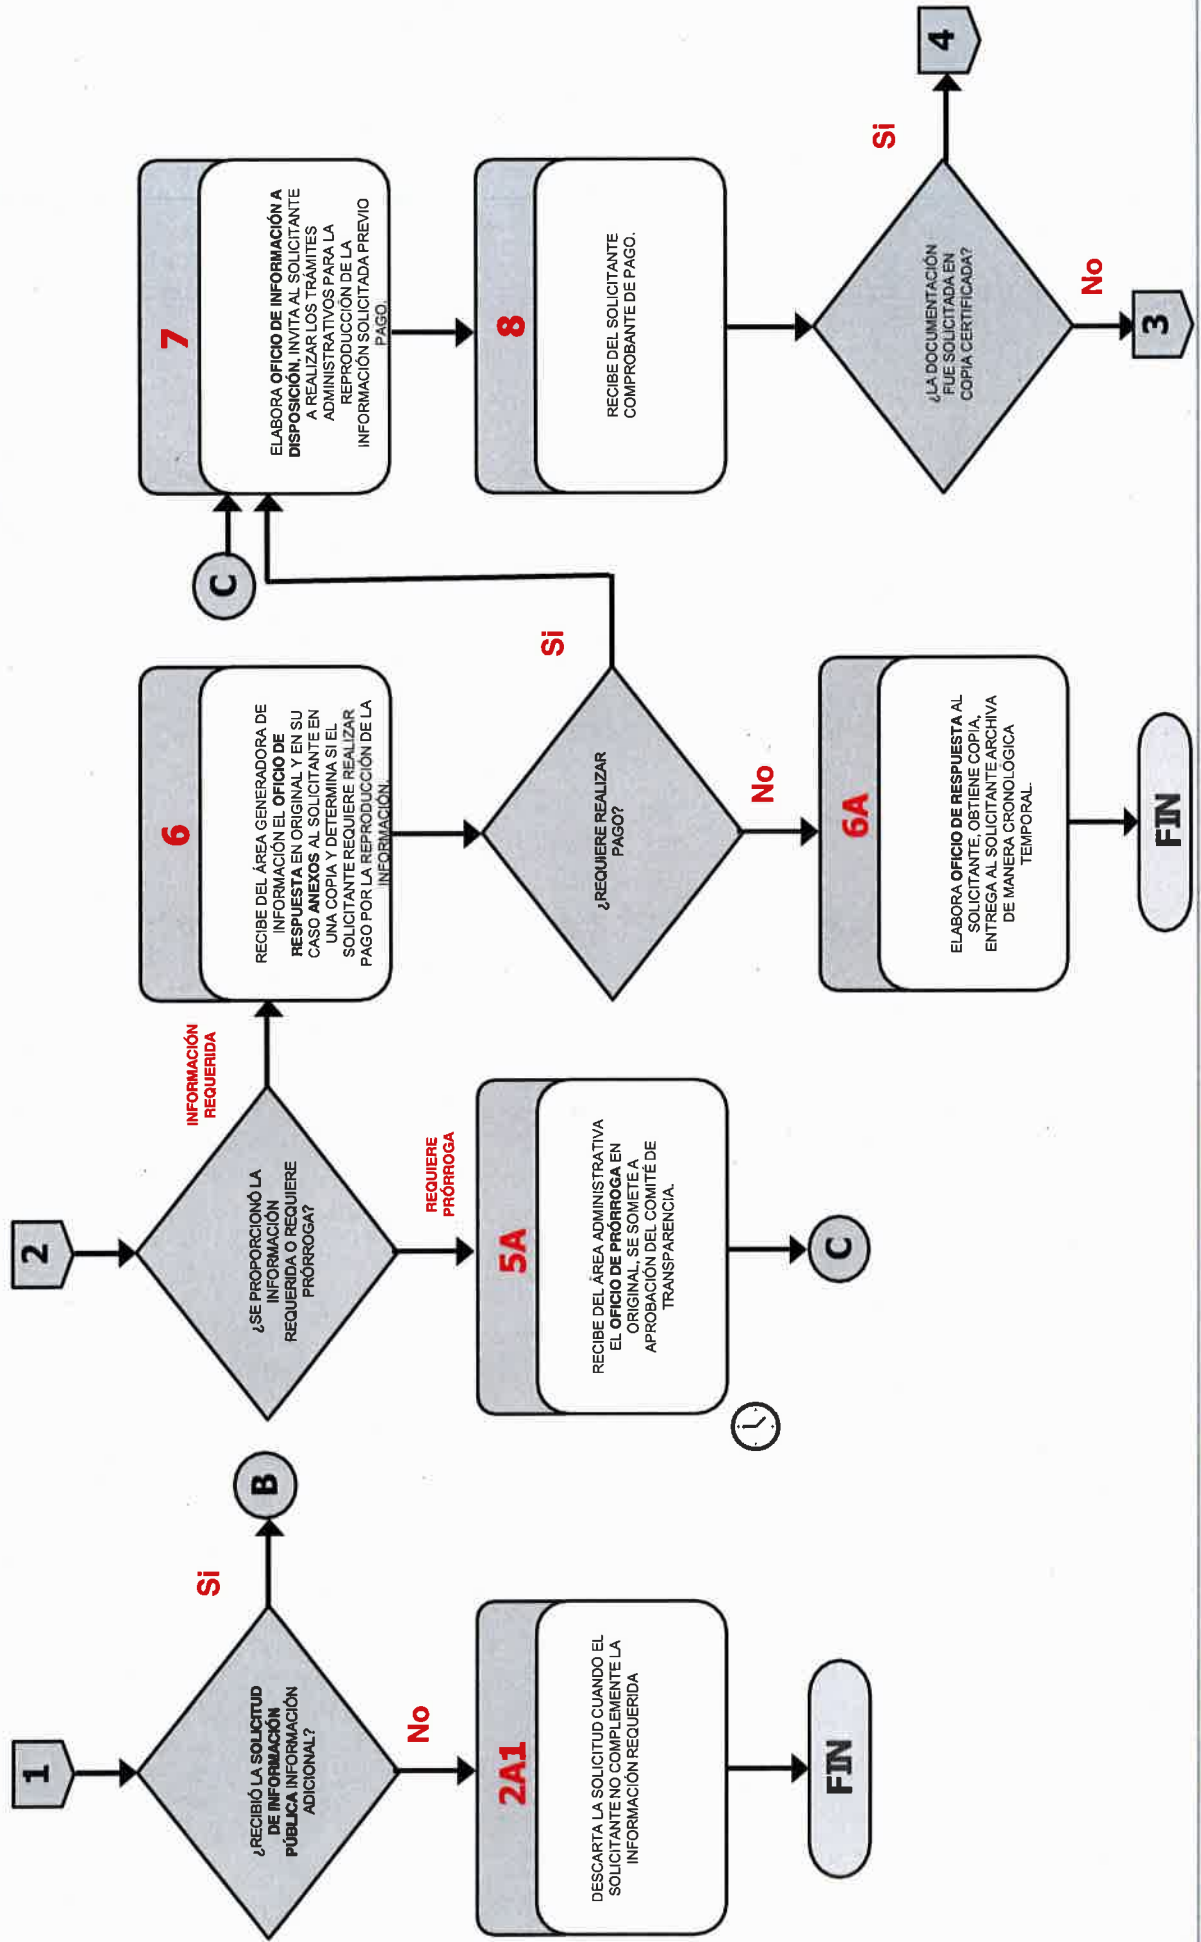 1
¿RECIBIÓ LA SOLICITUD
DE INFORMACIÓN
PÚBLICA INFORMACIÓN
ADICIONAL?
Si
B
No
2A1
DESCARTA LA SOLICITUD CUANDO EL
SOLICITANTE NO COMPLEMENTE LA
INFORMACIÓN REQUERIDA
FIN
2
¿SE PROPORCIONÓ LA
INFORMACIÓN
REQUERIDA O REQUIERE
PRÓRROGA?
INFORMACIÓN
REQUERIDA
REQUIERE
PRÓRROGA
5A
RECIBE DEL ÁREA ADMINISTRATIVA
EL OFICIO DE PRÓRROGA EN
ORIGINAL, SE SOMETE A
APROBACIÓN DEL COMITÉ DE
TRANSPARENCIA.
C
6
RECIBE DEL ÁREA GENERADORA DE
INFORMACIÓN EL OFICIO DE
RESPUESTA EN ORIGINAL Y EN SU
CASO ANEXOS AL SOLICITANTE EN
UNA COPIA Y DETERMINA SI EL
SOLICITANTE REQUIERE REALIZAR
PAGO POR LA REPRODUCCIÓN DE LA
INFORMACIÓN.
¿REQUIERE REALIZAR
PAGO?
Si
No
6A
ELABORA OFICIO DE RESPUESTA AL
SOLICITANTE, OBTIENE COPIA,
ENTREGA AL SOLICITANTE ARCHIVA
DE MANERA CRONOLÓGICA
TEMPORAL.
FIN
C
7
ELABORA OFICIO DE INFORMACIÓN A
DISPOSICIÓN, INVITA AL SOLICITANTE
A REALIZAR LOS TRÁMITES
ADMINISTRATIVOS PARA LA
REPRODUCCIÓN DE LA
INFORMACIÓN SOLICITADA PREVIO
PAGO.
8
RECIBE DEL SOLICITANTE
COMPROBANTE DE PAGO.
¿LA DOCUMENTACIÓN
FUE SOLICITADA EN
COPIA CERTIFICADA?
Si
4
No
3